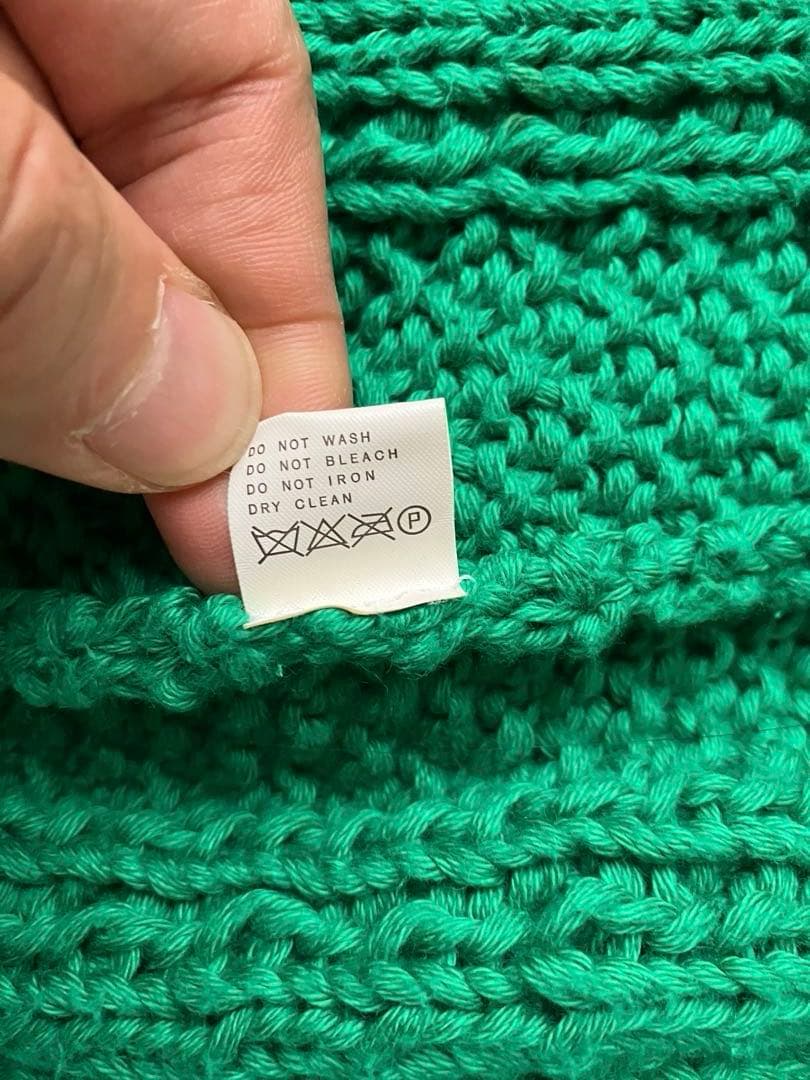 DO NOT WASH
DO NOT BLEACH
DO NOT IRON
DRY CLEAN
P